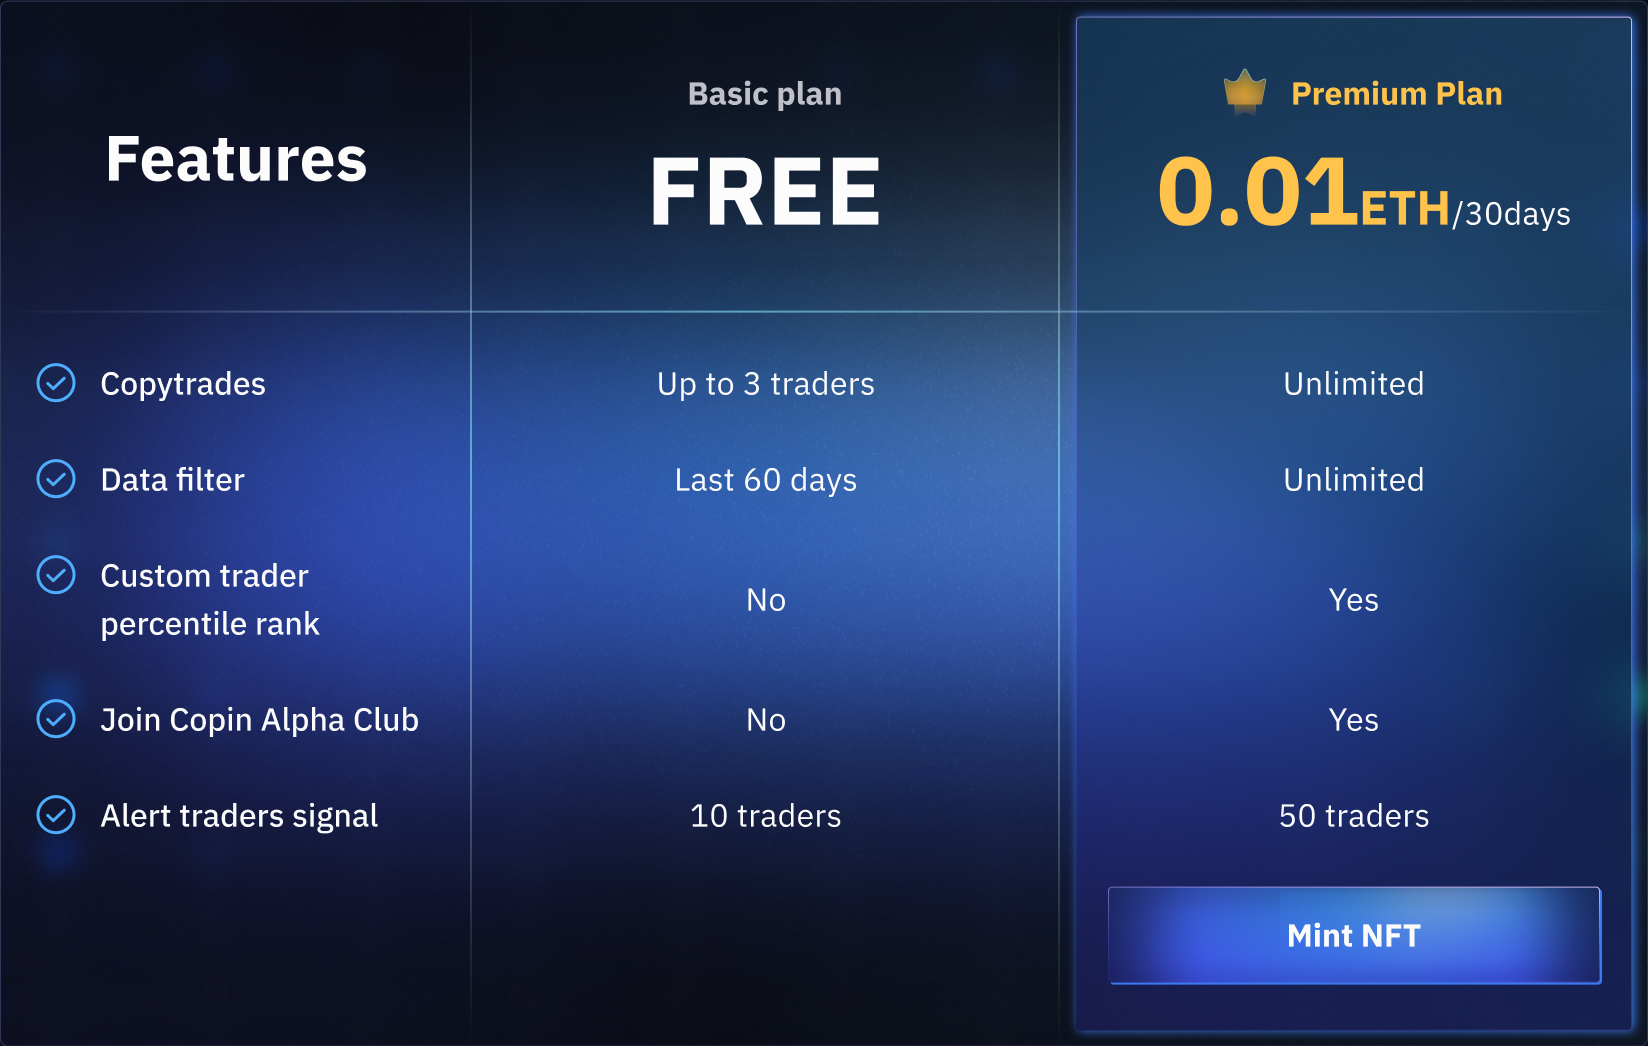 Features
Basic plan
FREE
Premium Plan
0.01ETH/30days
Copytrades
Up to 3 traders
Unlimited
Data filter
Last 60 days
Unlimited
Custom trader
percentile rank
No
Yes
Join Copin Alpha Club
No
Yes
Alert traders signal
10 traders
50 traders
Mint NFT